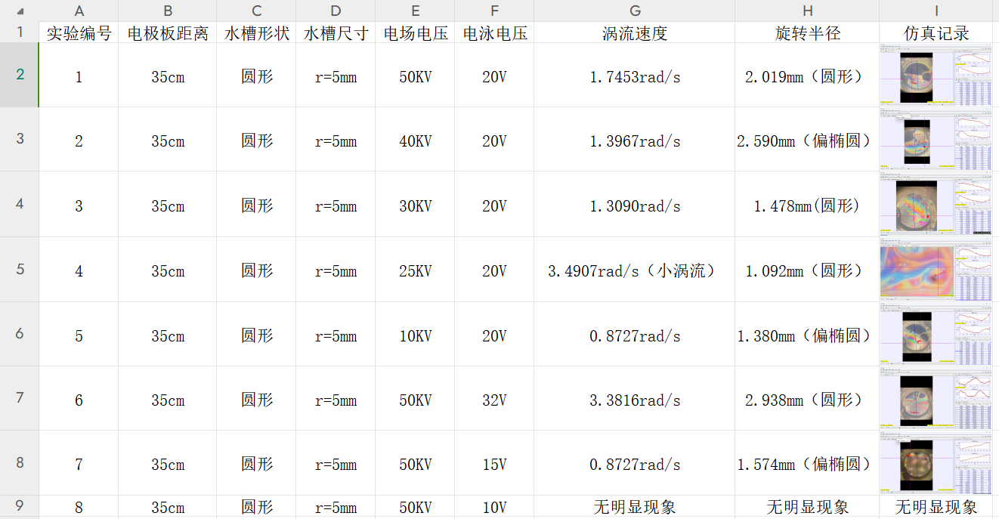 A B C D E F G H I
1 实验编号 电极板距离 水槽形状 水槽尺寸 电场电压 电泳电压 涡流速度 旋转半径 仿真记录
2 1 35cm 圆形 r=5mm 50KV 20V 1.7453rad/s 2.019mm（圆形）
3 2 35cm 圆形 r=5mm 40KV 20V 1.3967rad/s 2.590mm（偏椭圆）
4 3 35cm 圆形 r=5mm 30KV 20V 1.3090rad/s 1.478mm(圆形)
5 4 35cm 圆形 r=5mm 25KV 20V 3.4907rad/s（小涡流） 1.092mm（圆形）
6 5 35cm 圆形 r=5mm 10KV 20V 0.8727rad/s 1.380mm（偏椭圆）
7 6 35cm 圆形 r=5mm 50KV 32V 3.3816rad/s 2.938mm（圆形）
8 7 35cm 圆形 r=5mm 50KV 15V 0.8727rad/s 1.574mm（偏椭圆）
9 8 35cm 圆形 r=5mm 50KV 10V 无明显现象 无明显现象 无明显现象